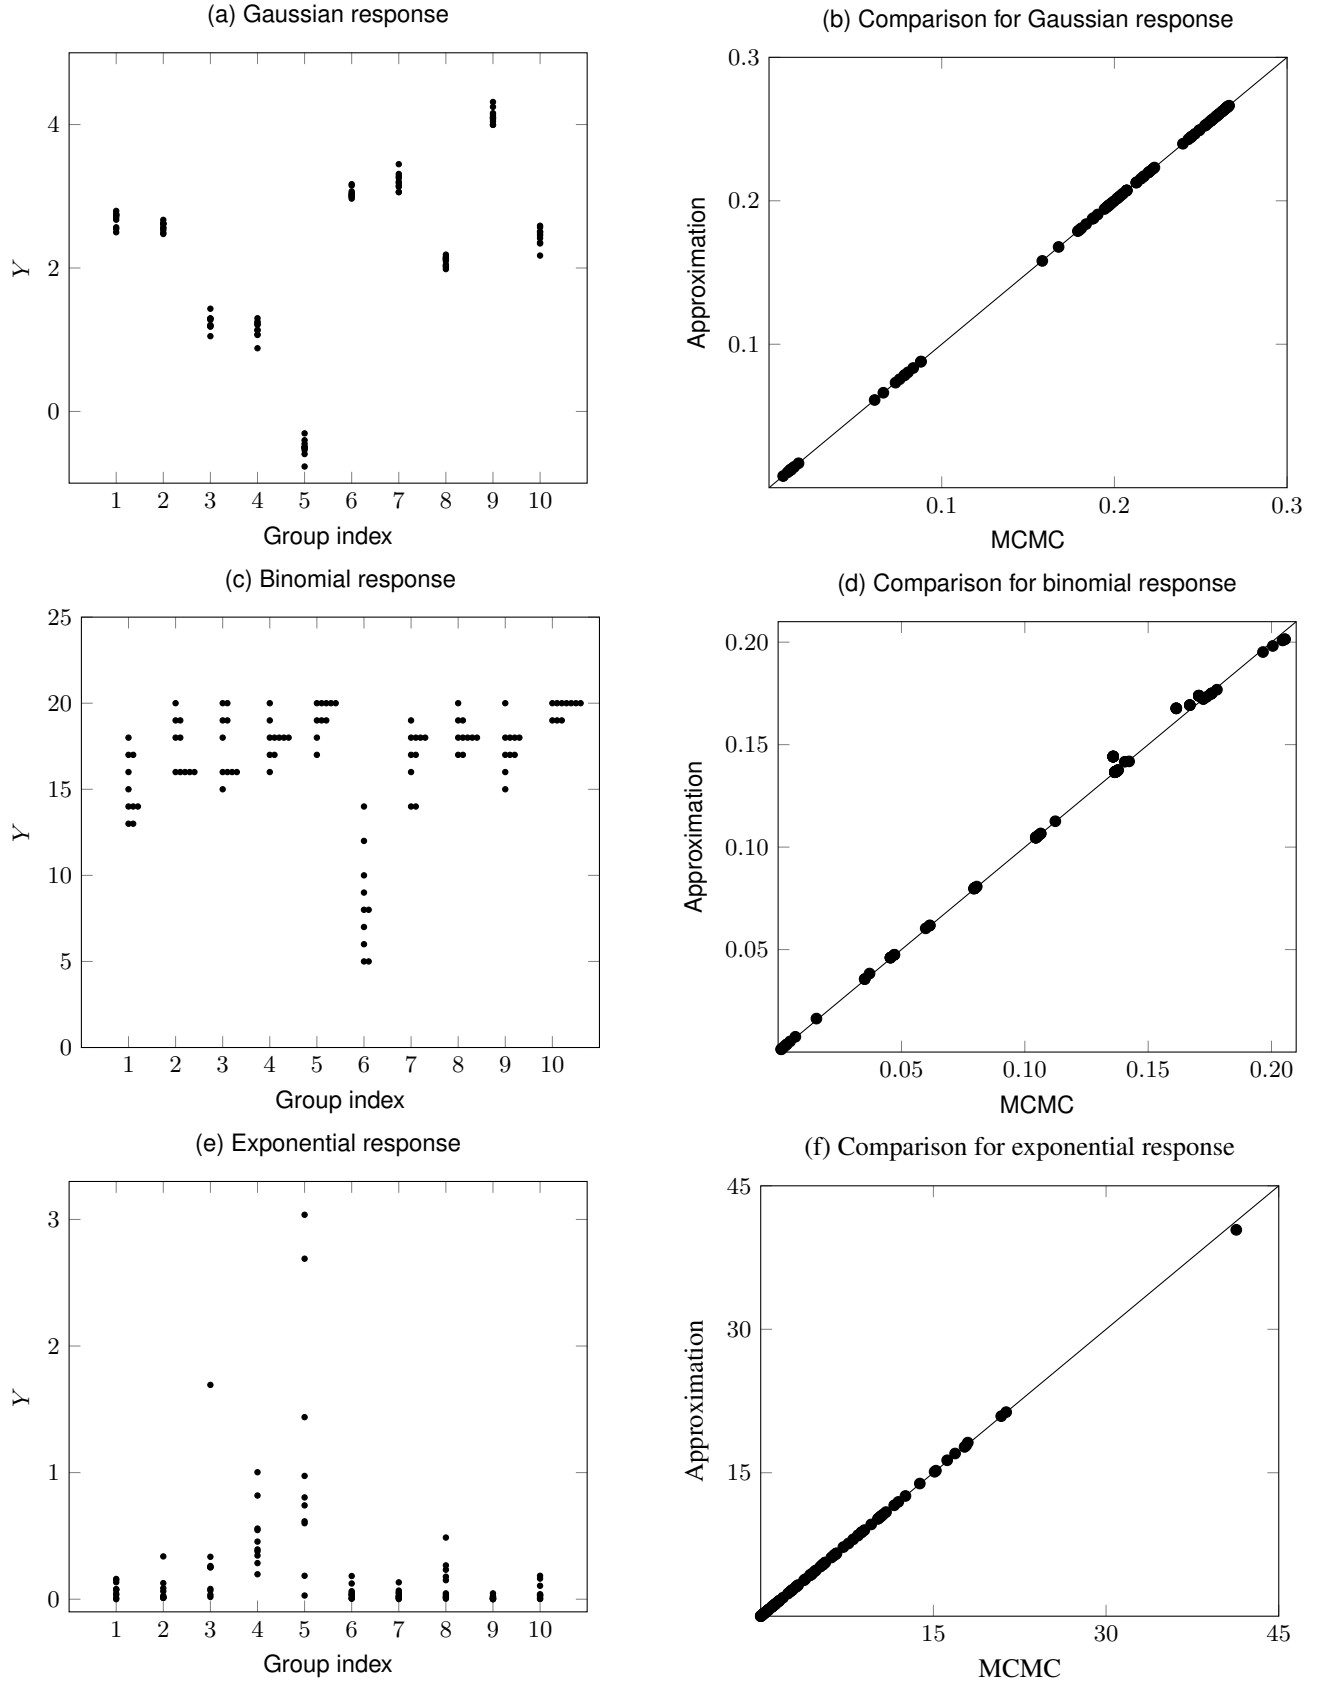 (a) Gaussian response
4
2
0
Y
1 2 3 4 5 6 7 8 9 10
Group index
(b) Comparison for Gaussian response
0.3
0.2
0.1
Approximation
0.1 0.2 0.3
MCMC
(c) Binomial response
25
20
15
10
5
0
Y
1 2 3 4 5 6 7 8 9 10
Group index
(d) Comparison for binomial response
0.20
0.15
0.10
0.05
Approximation
0.05 0.10 0.15 0.20
MCMC
(e) Exponential response
3
2
1
0
Y
1 2 3 4 5 6 7 8 9 10
Group index
(f) Comparison for exponential response
45
30
15
Approximation
15 30 45
MCMC